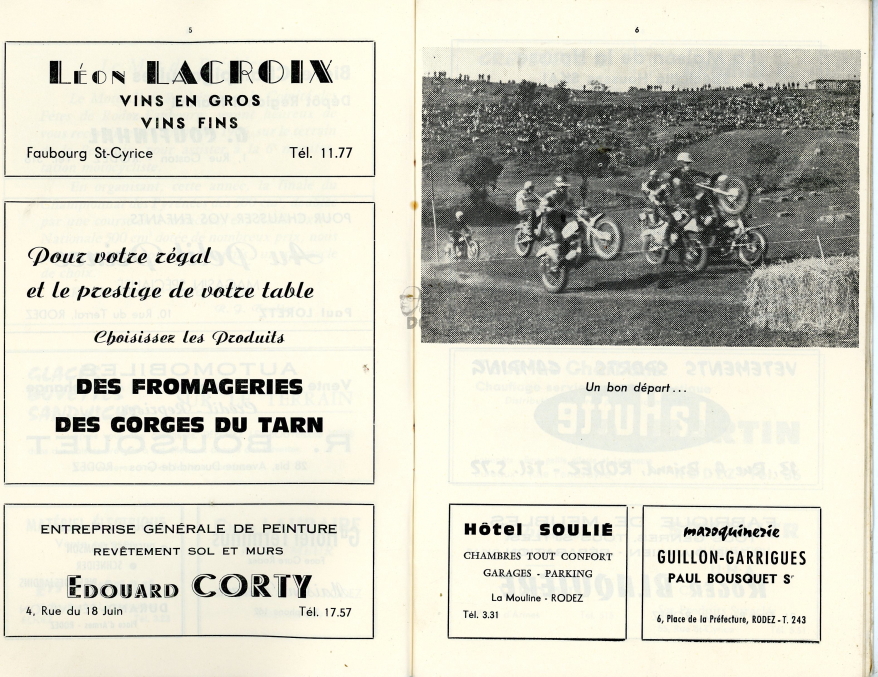 5
LÉON LACROIX
VINS EN GROS
VINS FINS
Faubourg St-Cyrice Tél. 11.77
Pour votre régal
et le prestige de votre table
Choisissez les Produits
DES FROMAGERIES
DES GORGES DU TARN
ENTREPRISE GÉNÉRALE DE PEINTURE
REVÊTEMENT SOL ET MURS
EDOUARD CORTY
4, Rue du 18 Juin Tél. 17.57
6
Un bon départ...
HÔTEL SOULIÉ
CHAMBRES TOUT CONFORT
GARAGES - PARKING
La Mouline - RODEZ
Tél. 3.31
maroquinerie
GUILLON-GARRIGUES
PAUL BOUSQUET Sr
6, Place de la Préfecture, RODEZ - T. 243